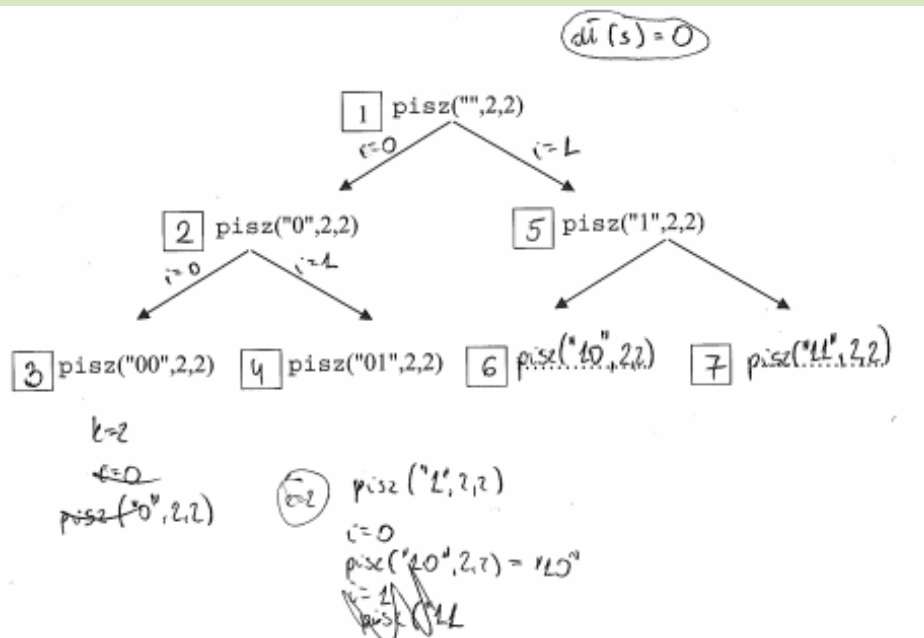 dł (s) = 0
1 pisz("",2,2)
i=0 i=1
2 pisz("0",2,2) 5 pisz("1",2,2)
i=0 i=1
3 pisz("00",2,2) 4 pisz("01",2,2) 6 pisz("10",2,2) 7 pisz("11",2,2)
k=2
i=0
pisz("0",2,2)
pisz("1",2,2)
i=0
pisz("10",2,2) = "10"
i=1
pisz("11